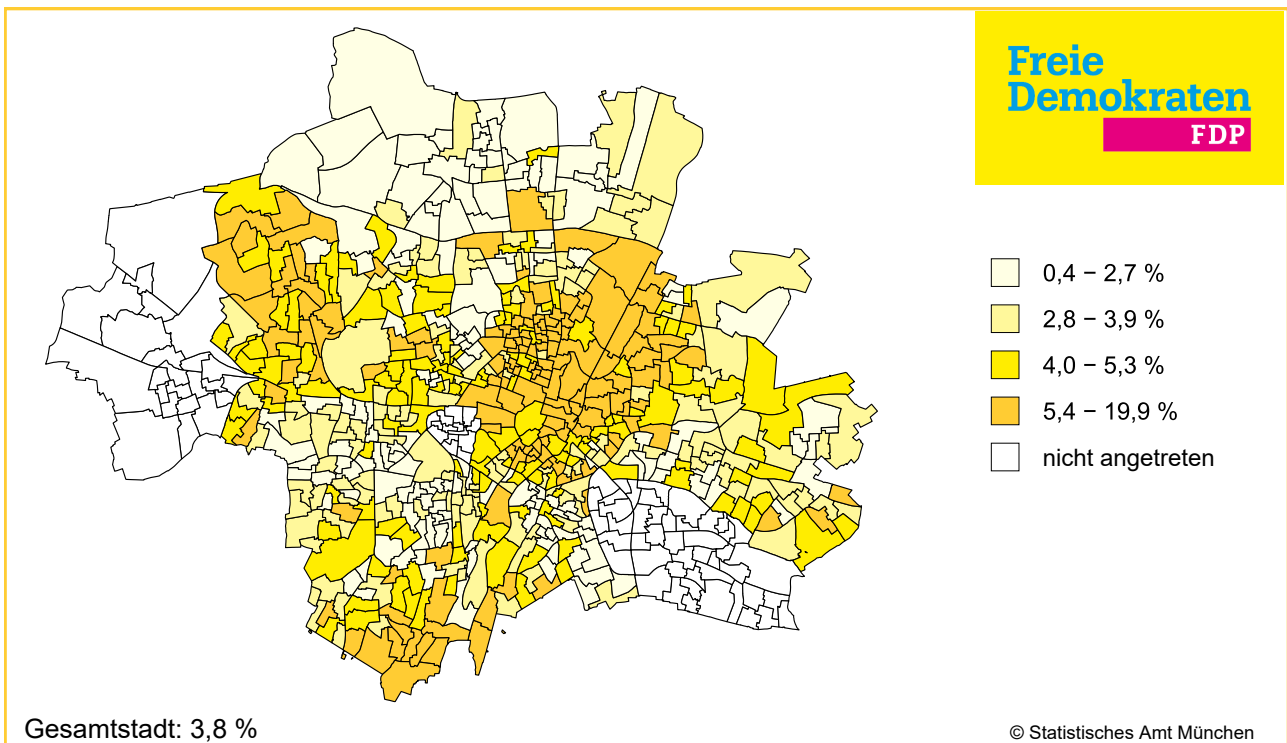 Freie
Demokraten
FDP
0,4 – 2,7 %
2,8 – 3,9 %
4,0 – 5,3 %
5,4 – 19,9 %
nicht angetreten
Gesamtstadt: 3,8 %
© Statistisches Amt München